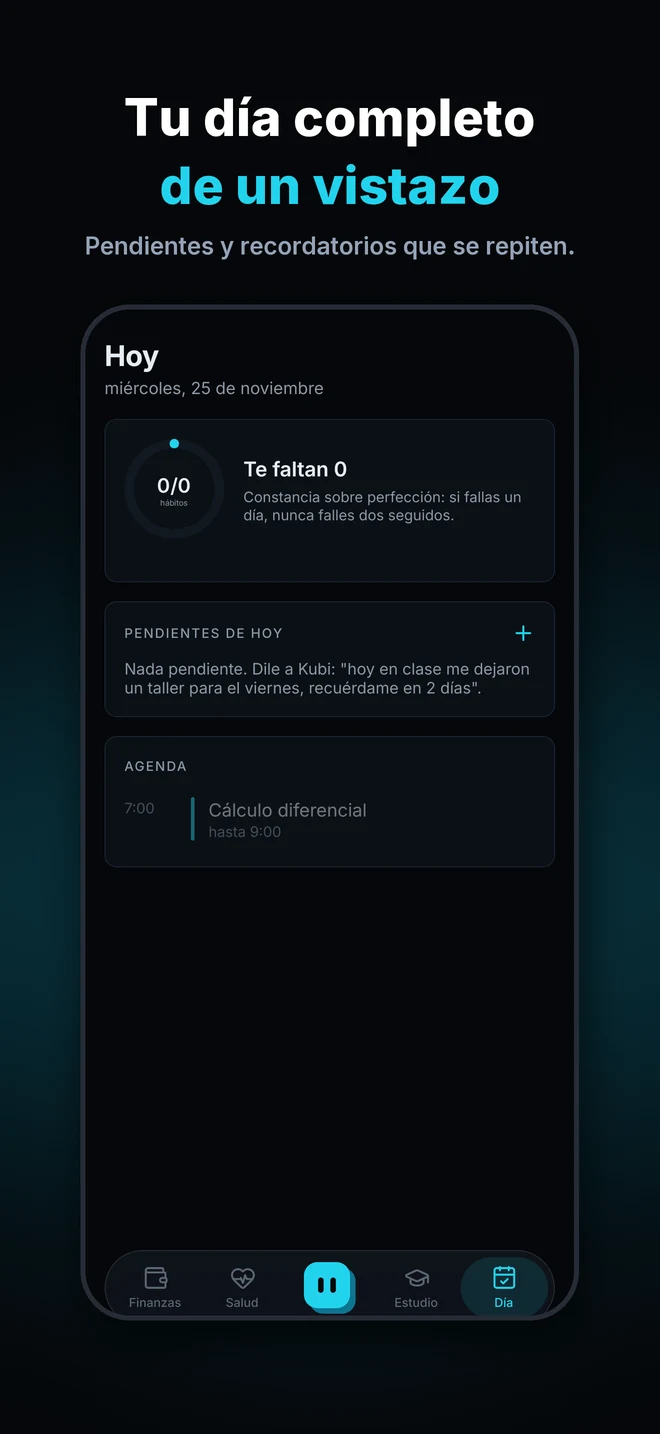 Tu día completo
de un vistazo
Pendientes y recordatorios que se repiten.
Hoy
miércoles, 25 de noviembre
0/0
hábitos
Te faltan 0
Constancia sobre perfección: si fallas un
día, nunca falles dos seguidos.
PENDIENTES DE HOY
Nada pendiente. Dile a Kubi: "hoy en clase me dejaron
un taller para el viernes, recuérdame en 2 días".
AGENDA
7:00
Cálculo diferencial
hasta 9:00
Finanzas
Salud
Estudio
Día